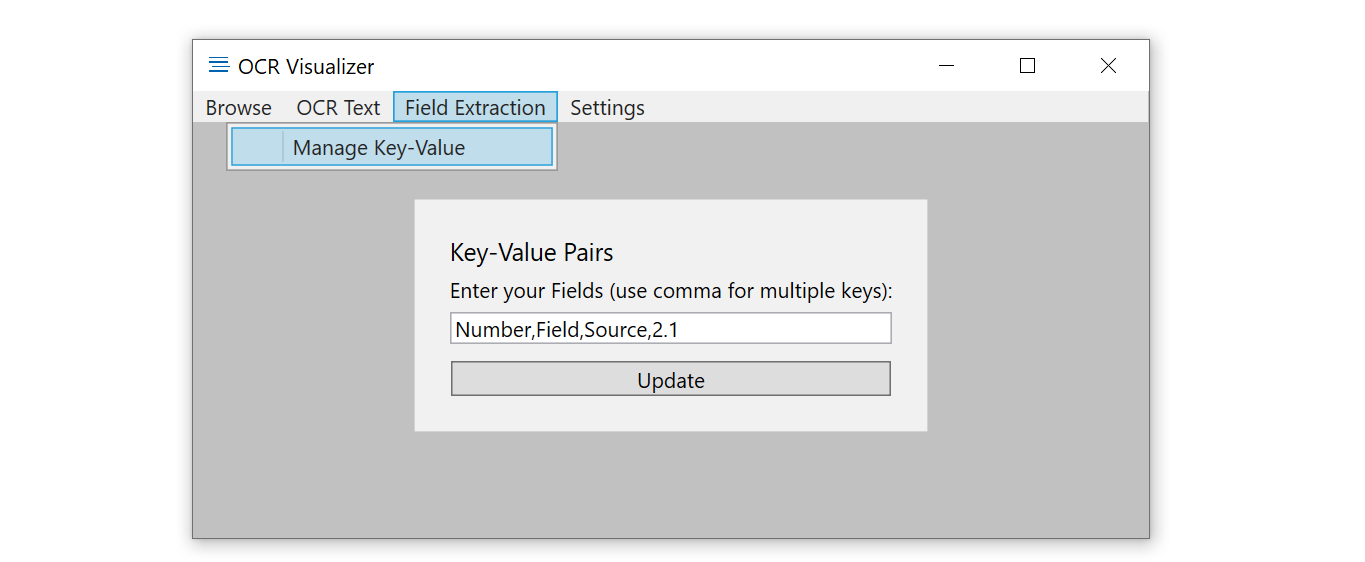 OCR Visualizer
Browse OCR Text Field Extraction Settings
Manage Key-Value
Key-Value Pairs
Enter your Fields (use comma for multiple keys):
Number,Field,Source,2.1
Update